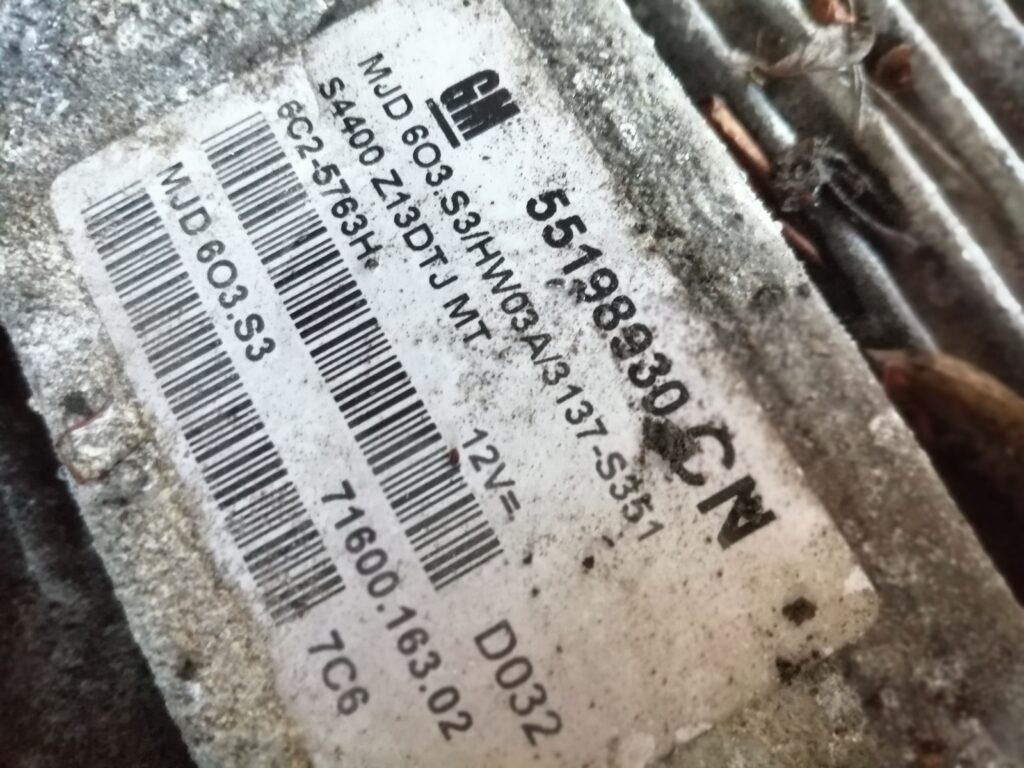 GM
55198930 CN
MJD 6O3.S3/HW03A/3137-S351
S4400 Z13DTJ MT 12V=
6C2-5763H. D032
MJD 6O3.S3 71600.163.02
7C6